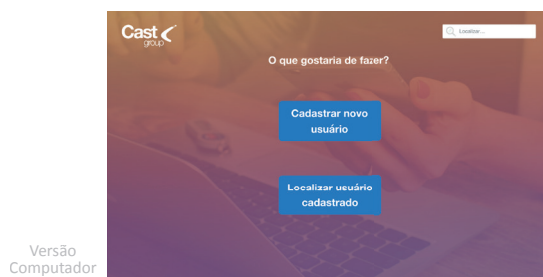 Cast
group
Localizar...
O que gostaria de fazer?
Cadastrar novo
usuário
Localizar usuário
cadastrado
Versão
Computador